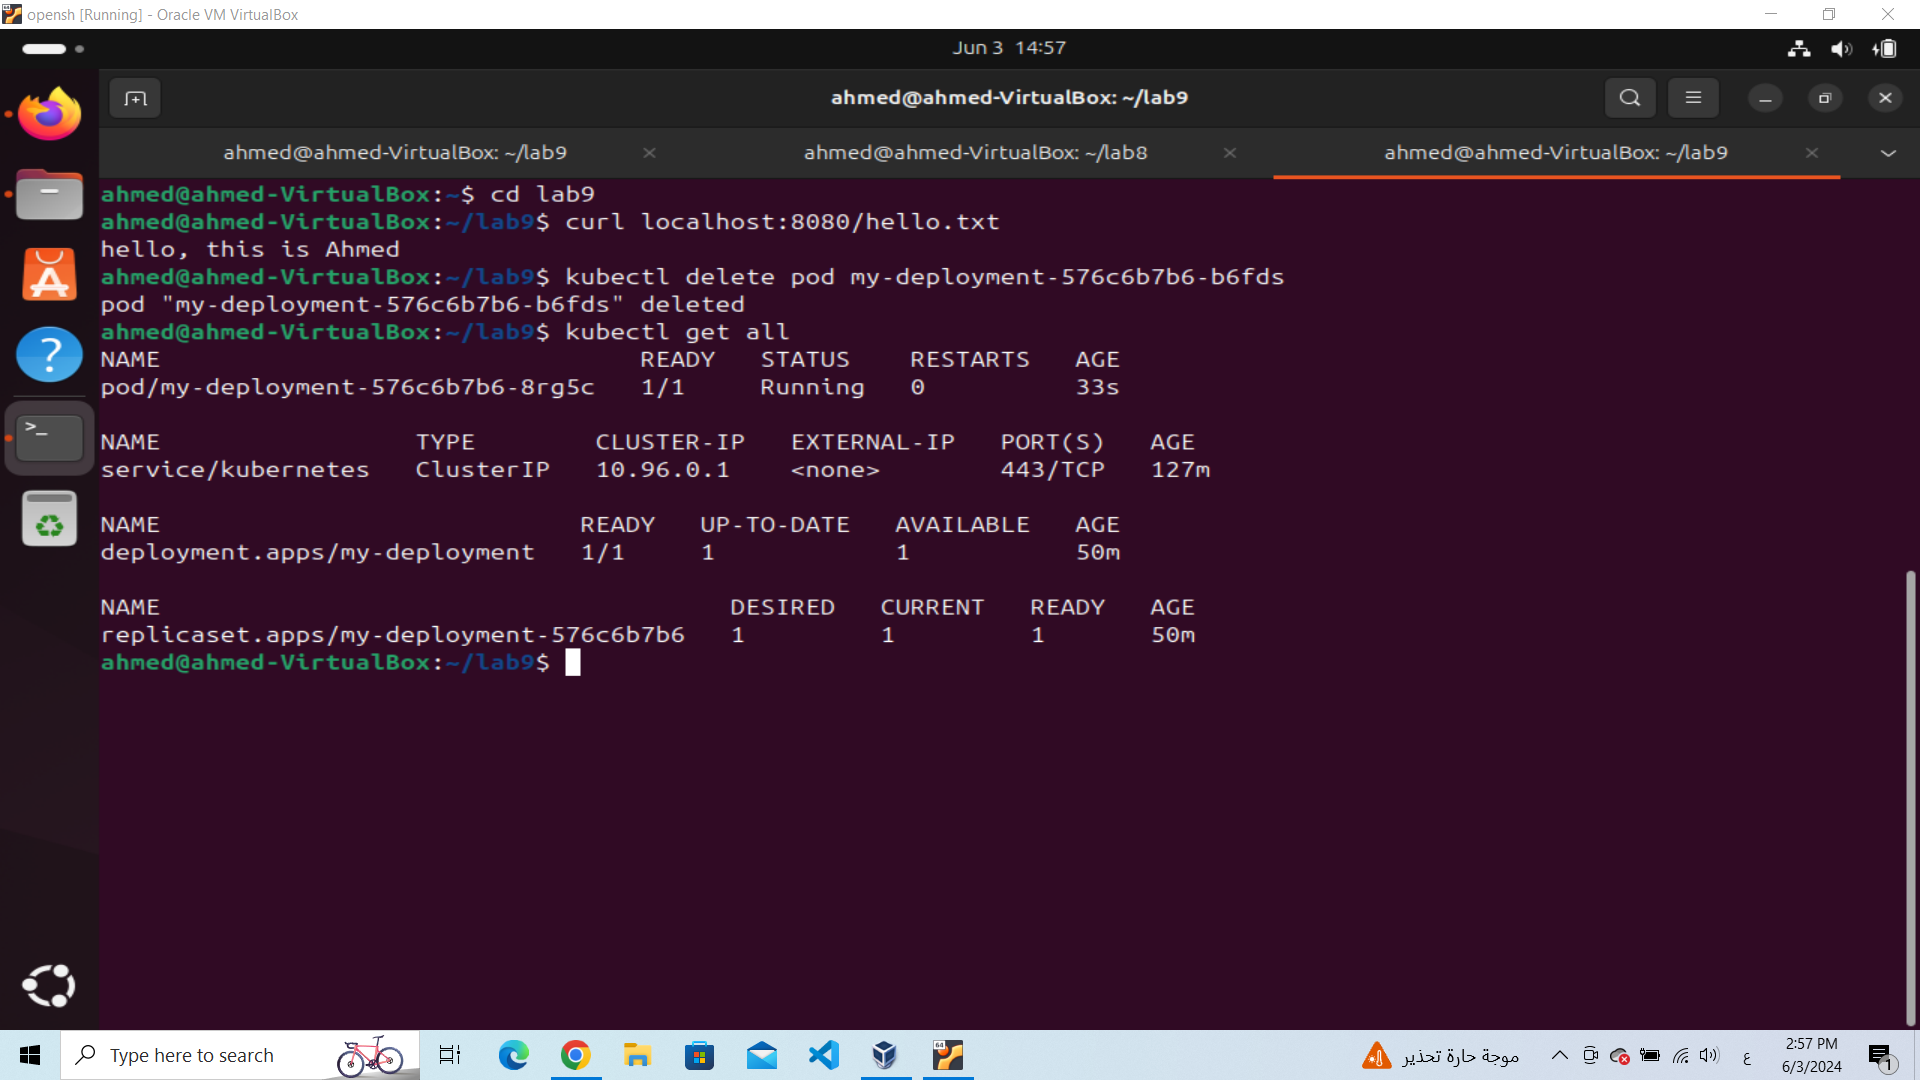 opensh [Running] - Oracle VM VirtualBox
Jun 3 14:57
ahmed@ahmed-VirtualBox: ~/lab9
ahmed@ahmed-VirtualBox: ~/lab9
ahmed@ahmed-VirtualBox: ~/lab8
ahmed@ahmed-VirtualBox: ~/lab9
ahmed@ahmed-VirtualBox:~$ cd lab9
ahmed@ahmed-VirtualBox:~/lab9$ curl localhost:8080/hello.txt
hello, this is Ahmed
ahmed@ahmed-VirtualBox:~/lab9$ kubectl delete pod my-deployment-576c6b7b6-b6fds
pod "my-deployment-576c6b7b6-b6fds" deleted
ahmed@ahmed-VirtualBox:~/lab9$ kubectl get all
NAME READY STATUS RESTARTS AGE
pod/my-deployment-576c6b7b6-8rg5c 1/1 Running 0 33s
NAME TYPE CLUSTER-IP EXTERNAL-IP PORT(S) AGE
service/kubernetes ClusterIP 10.96.0.1 <none> 443/TCP 127m
NAME READY UP-TO-DATE AVAILABLE AGE
deployment.apps/my-deployment 1/1 1 1 50m
NAME DESIRED CURRENT READY AGE
replicaset.apps/my-deployment-576c6b7b6 1 1 1 50m
ahmed@ahmed-VirtualBox:~/lab9$
Type here to search
موجة حارة تحذير
ع
2:57 PM
6/3/2024
1